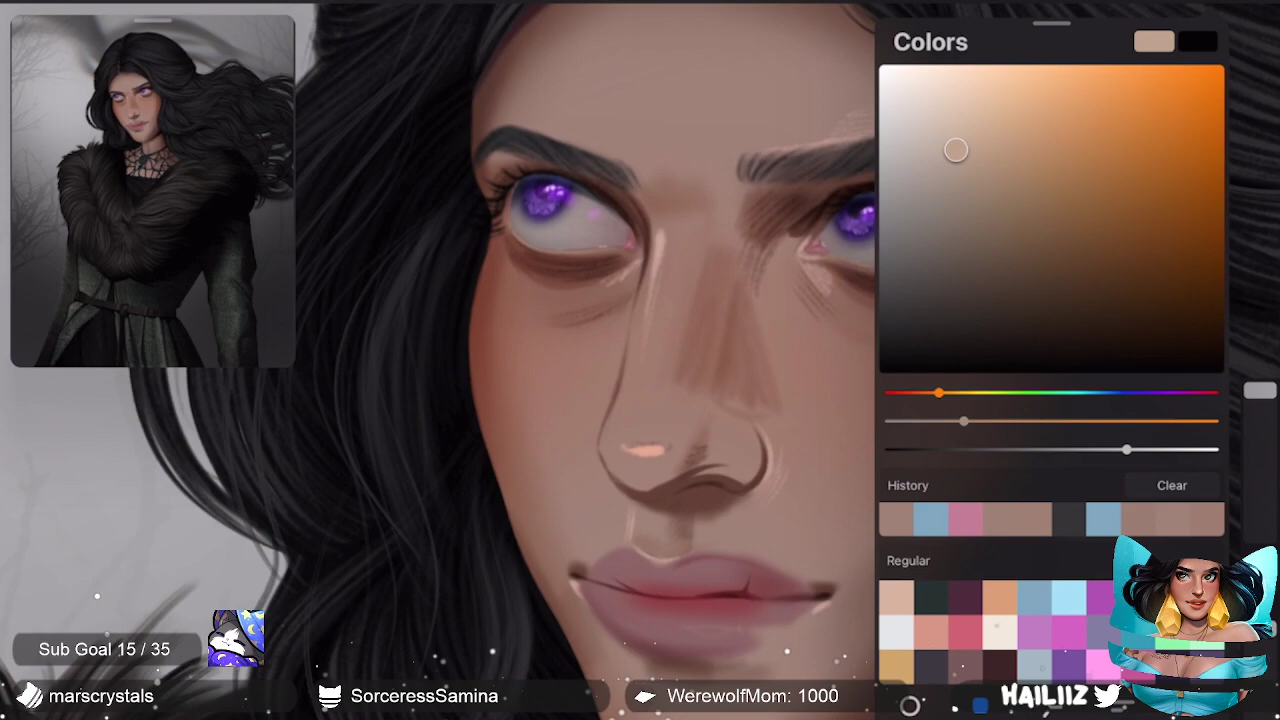 Colors
History
Clear
Regular
Sub Goal 15 / 35
marscrystals
SorceressSamina
WerewolfMom: 1000
HAILIIZ